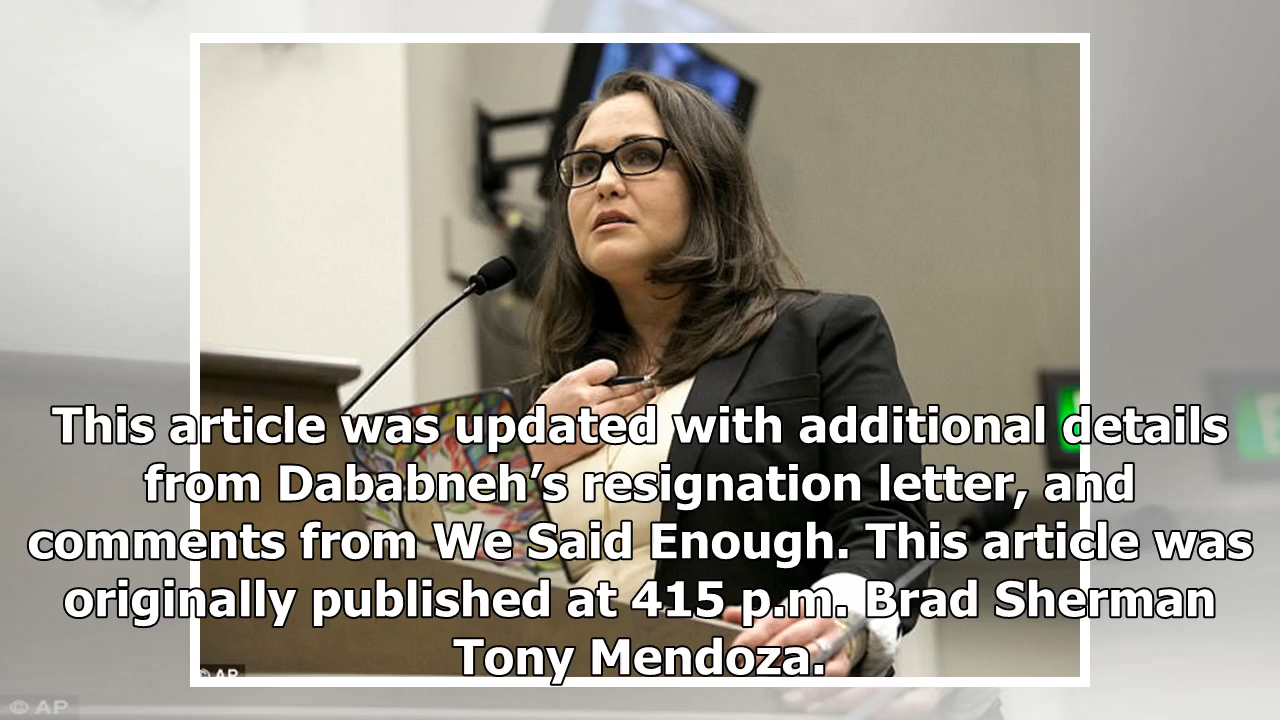 This article was updated with additional details
from Dababneh’s resignation letter, and
comments from We Said Enough. This article was
originally published at 415 p.m. Brad Sherman
Tony Mendoza.
© AP
© AP